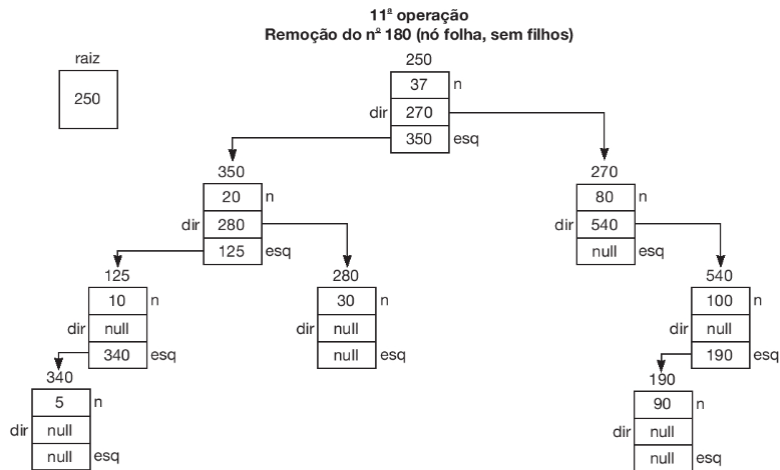 11ª operação
Remoção do nº 180 (nó folha, sem filhos)
raiz
250
250
37 n
dir 270
350 esq
350
20 n
dir 280
125 esq
270
80 n
dir 540
null esq
125
10 n
dir null
340 esq
280
30 n
dir null
null esq
540
100 n
dir null
190 esq
340
5 n
dir null
null esq
190
90 n
dir null
null esq